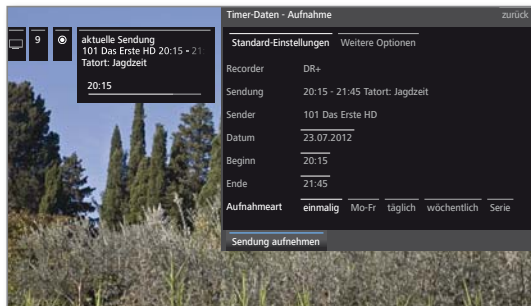 Timer-Daten - Aufnahme zurück
9
aktuelle Sendung
101 Das Erste HD 20:15 - 21:
Tatort: Jagdzeit
20:15
Standard-Einstellungen Weitere Optionen
Recorder DR+
Sendung 20:15 - 21:45 Tatort: Jagdzeit
Sender 101 Das Erste HD
Datum 23.07.2012
Beginn 20:15
Ende 21:45
Aufnahmeart einmalig Mo-Fr täglich wöchentlich Serie
Sendung aufnehmen